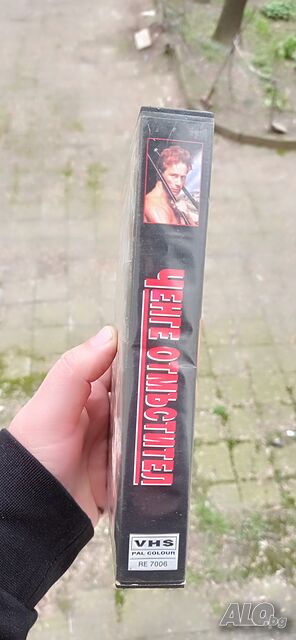 ЧЕНГЕ ОТМЪСТИТЕЛ
VHS
PAL COLOUR
RE 7006
ALO.bg